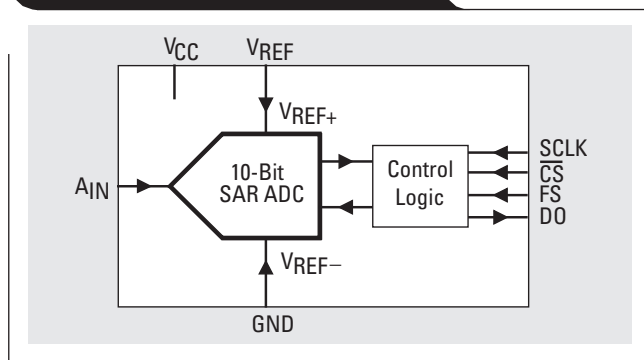 VCC
VREF
VREF+
10-Bit
SAR ADC
AIN
Control
Logic
SCLK
CS
FS
DO
VREF−
GND